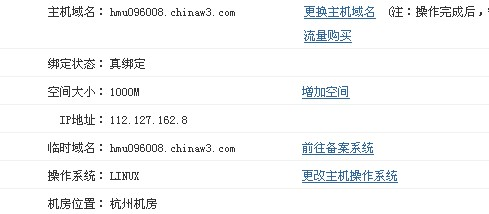 主机域名：hmu096008.chinaw3.com 更换主机域名 (注：操作完成后，
流量购买
绑定状态：真绑定
空间大小：1000M 增加空间
IP地址：112.127.162.8
临时域名：hmu096008.chinaw3.com 前往备案系统
操作系统：LINUX 更改主机操作系统
机房位置：杭州机房